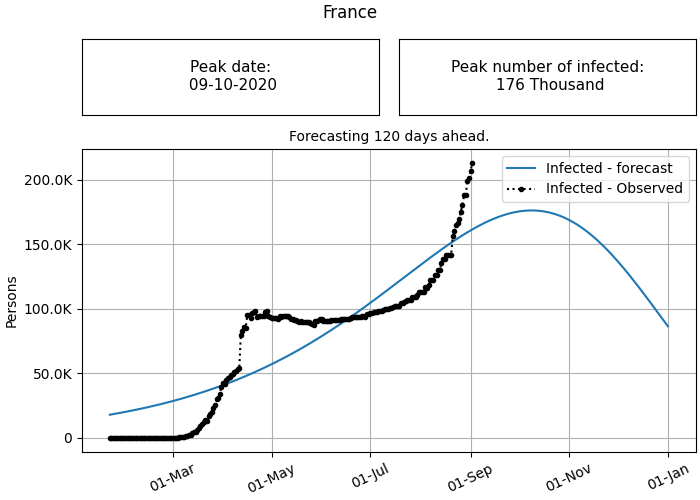 France
Peak date:
09-10-2020
Peak number of infected:
176 Thousand
Forecasting 120 days ahead.
Infected - forecast
Infected - Observed
Persons
200.0K
150.0K
100.0K
50.0K
0
01-Mar
01-May
01-Jul
01-Sep
01-Nov
01-Jan